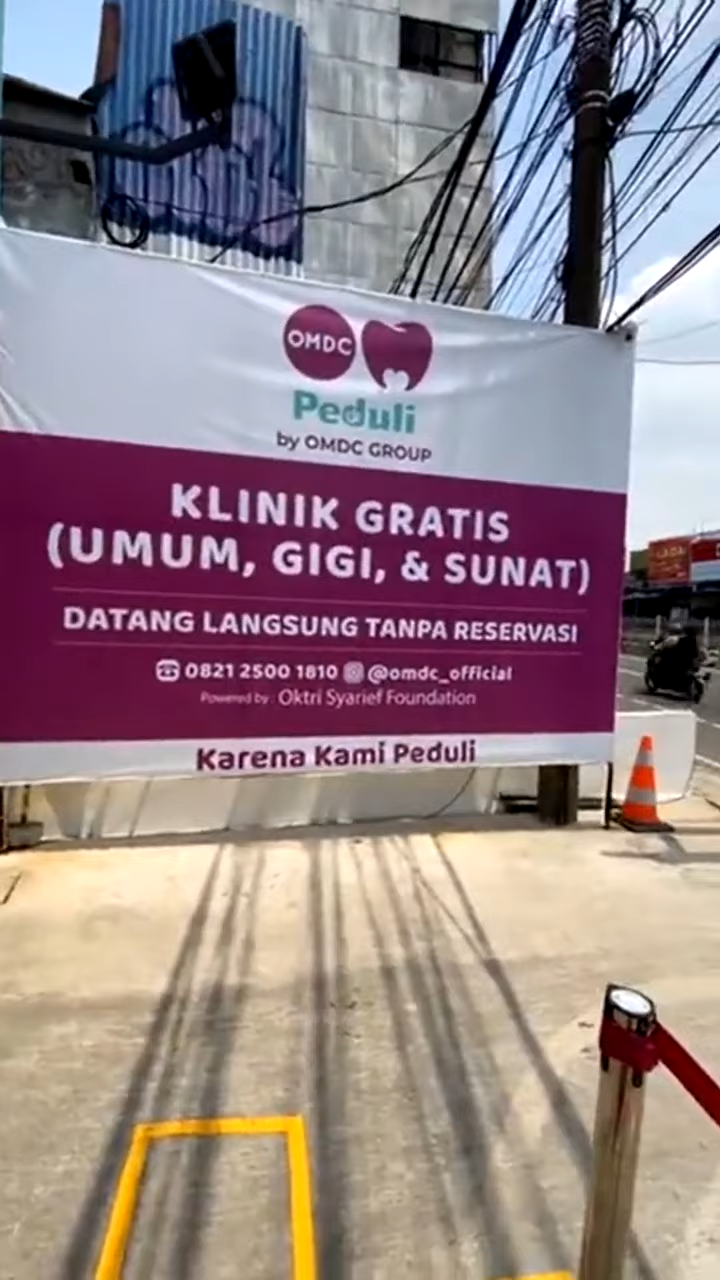 OMDC
Peduli
by OMDC GROUP
KLINIK GRATIS
(UMUM, GIGI, & SUNAT)
DATANG LANGSUNG TANPA RESERVASI
0821 2500 1810 @omdc_official
Powered by : Oktri Syarief Foundation
Karena Kami Peduli